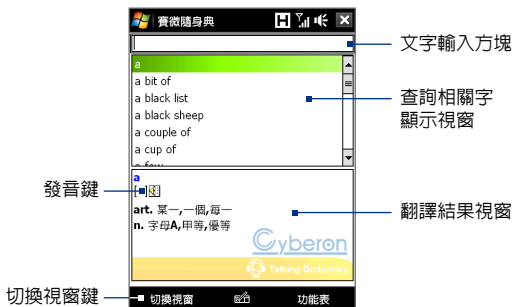 賽微隨身典
文字輸入方塊
a
a bit of
a black list
a black sheep
a couple of
a cup of
a few
查詢相關字
顯示視窗
a
[ ]
發音鍵
art. 某一,一個,每一
n. 字母A,甲等,優等
翻譯結果視窗
Cyberon
Talking Dictionary
切換視窗鍵
切換視窗
功能表